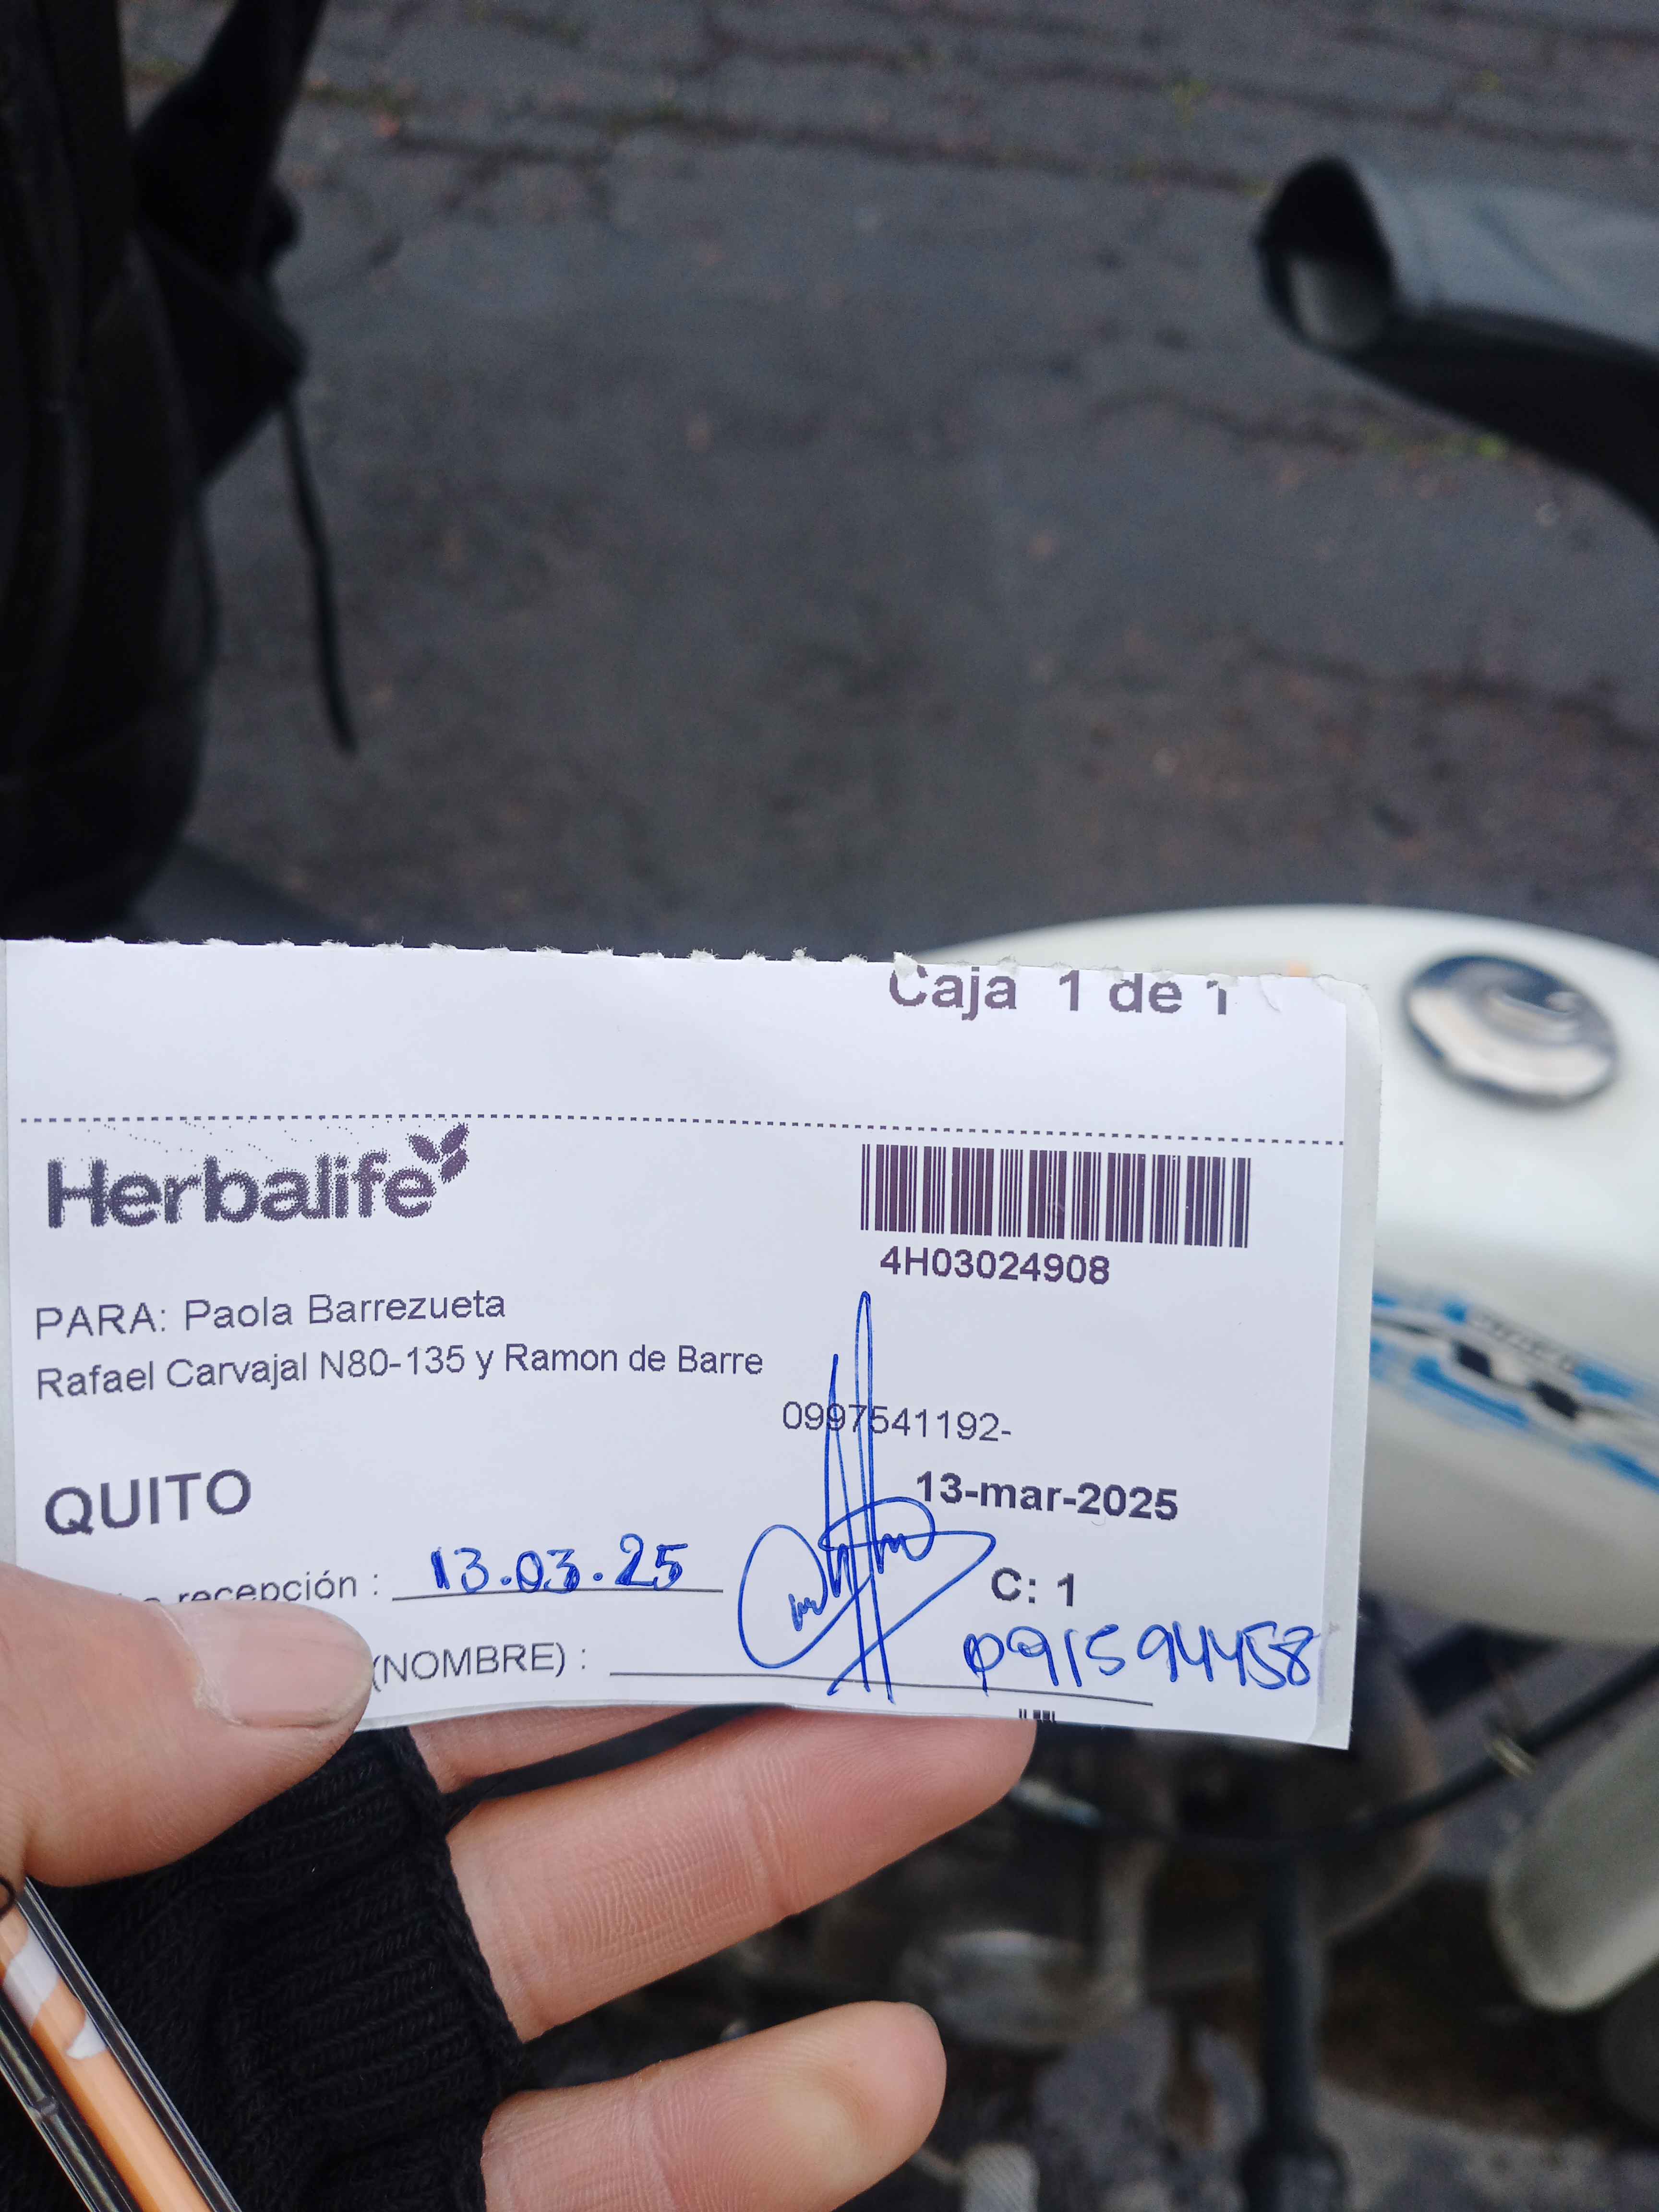 Caja 1 de 1
Herbalife
4H03024908
PARA: Paola Barrezueta
Rafael Carvajal N80-135 y Ramon de Barre
0997541192-
QUITO
13-mar-2025
recepción : 13.03.25
C: 1
(NOMBRE) :
091594458